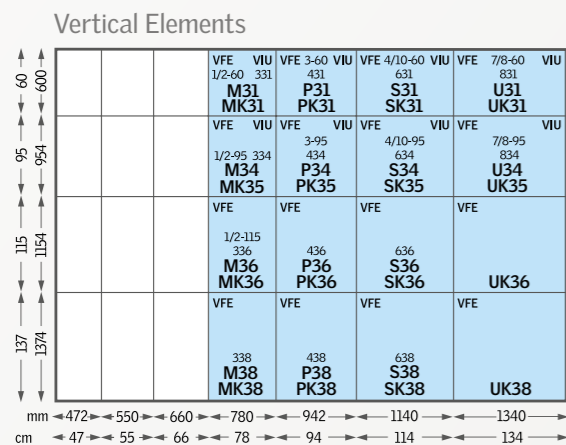 Vertical Elements
60 600
VFE VIU VFE 3-60 VIU VFE 4/10-60 VIU VFE 7/8-60 VIU
1/2-60 331 431 631 831
M31 P31 S31 U31
MK31 PK31 SK31 UK31
95 954
VFE VIU VFE VIU VFE VIU VFE VIU
3-95 4/10-95 7/8-95
1/2-95 334 434 634 834
M34 P34 S34 U34
MK35 PK35 SK35 UK35
115 1154
VFE VFE VFE VFE
1/2-115
336 436 636
M36 P36 S36
MK36 PK36 SK36 UK36
137 1374
VFE VFE VFE VFE
338 438 638
M38 P38 S38
MK38 PK38 SK38 UK38
mm 472 550 660 780 942 1140 1340
cm 47 55 66 78 94 114 134